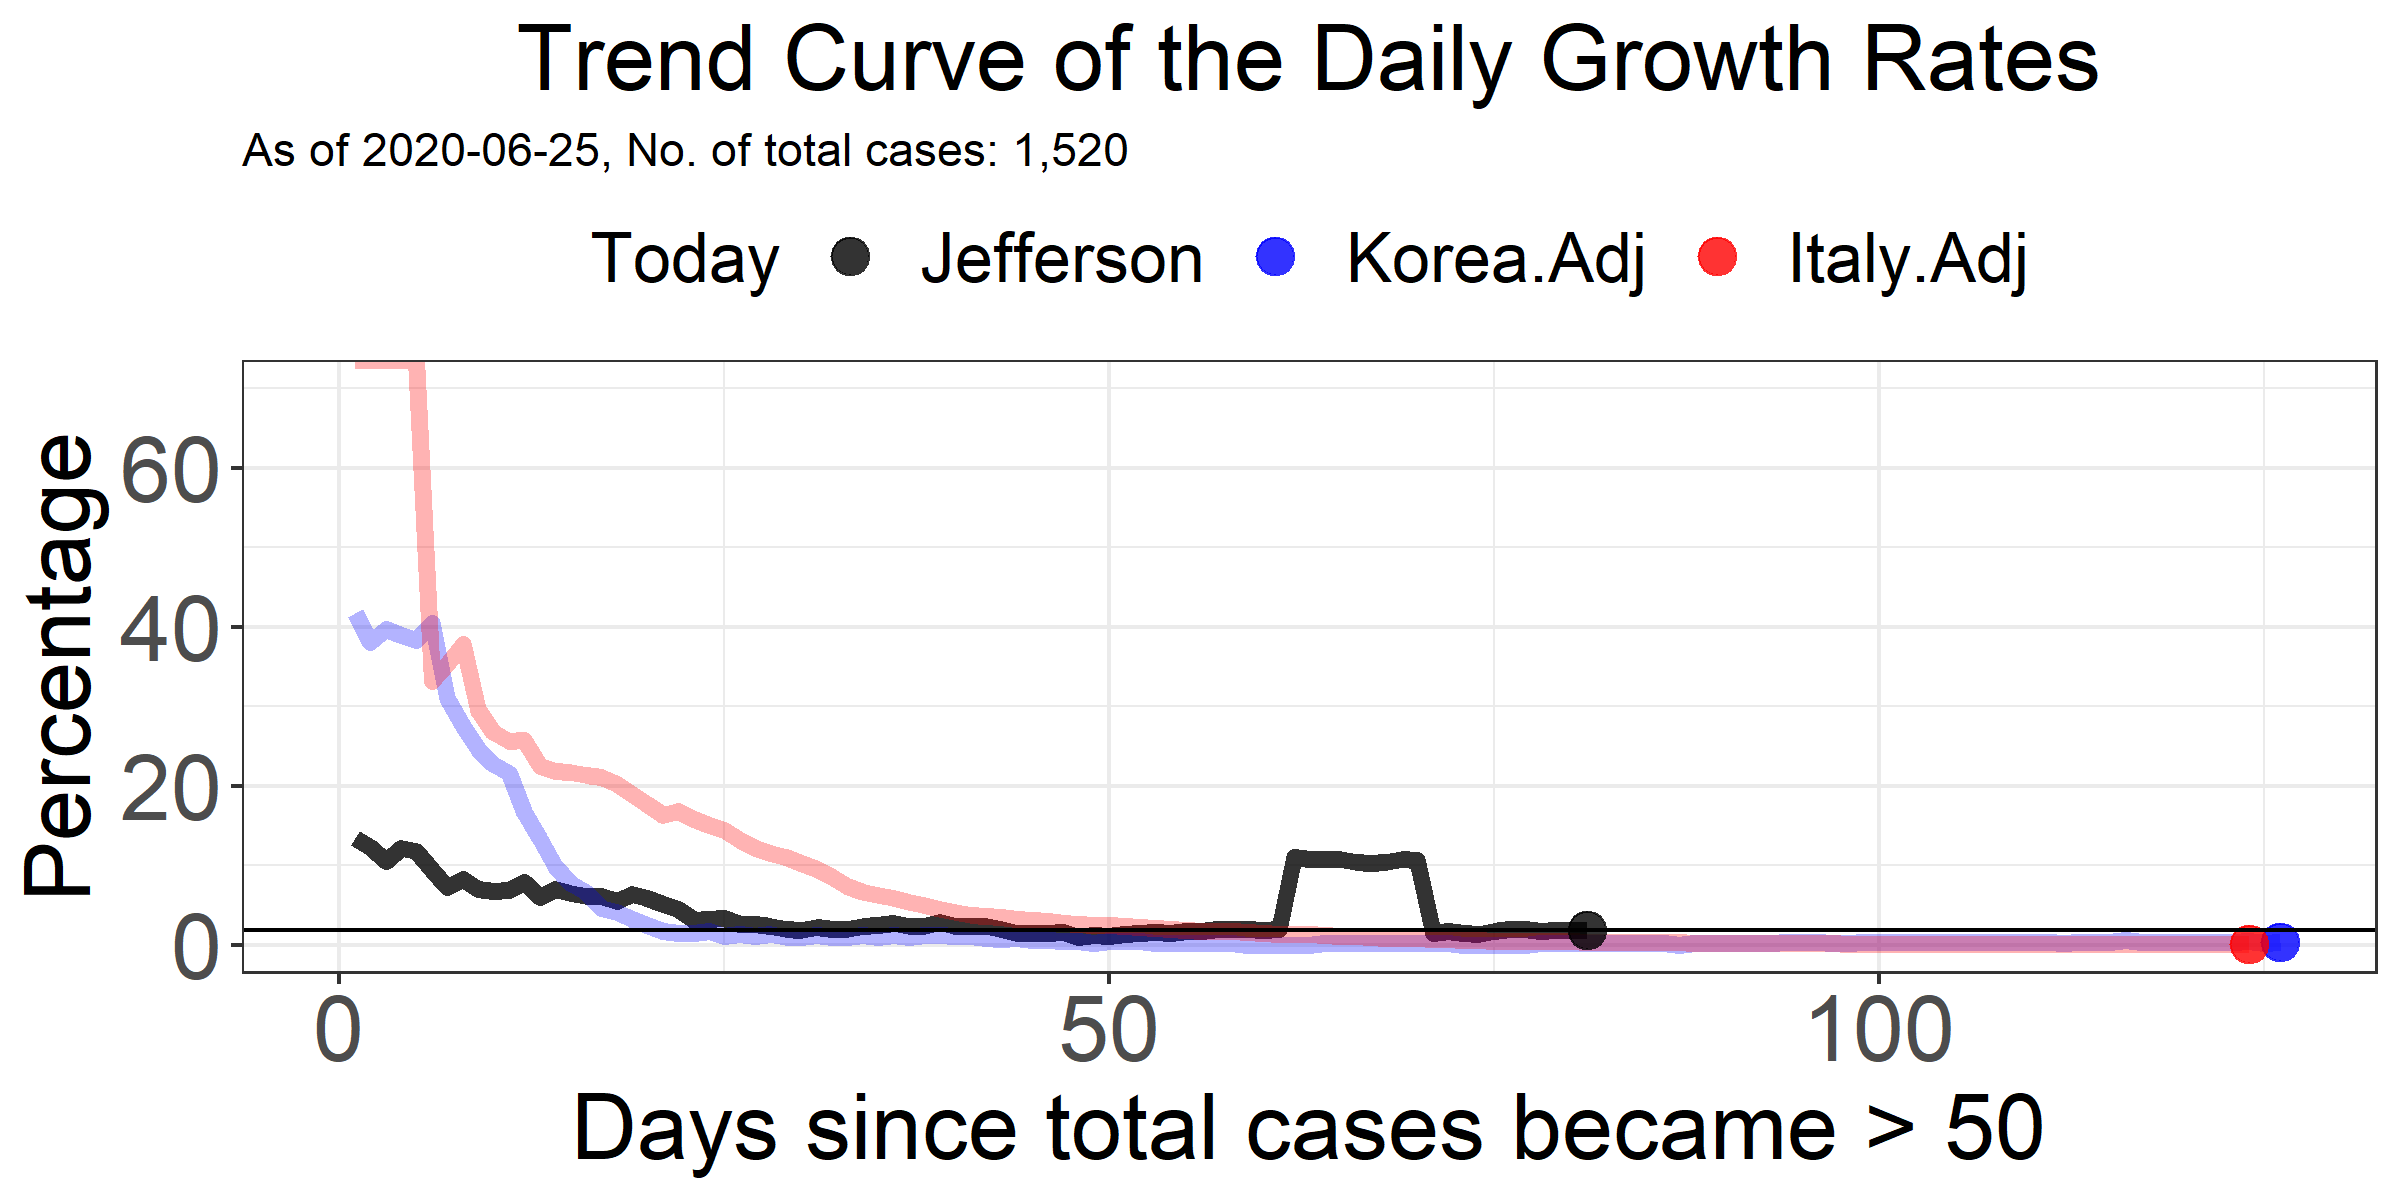 Trend Curve of the Daily Growth Rates
As of 2020-06-25, No. of total cases: 1,520
Today Jefferson Korea.Adj Italy.Adj
Percentage
60
40
20
0
0 50 100
Days since total cases became > 50